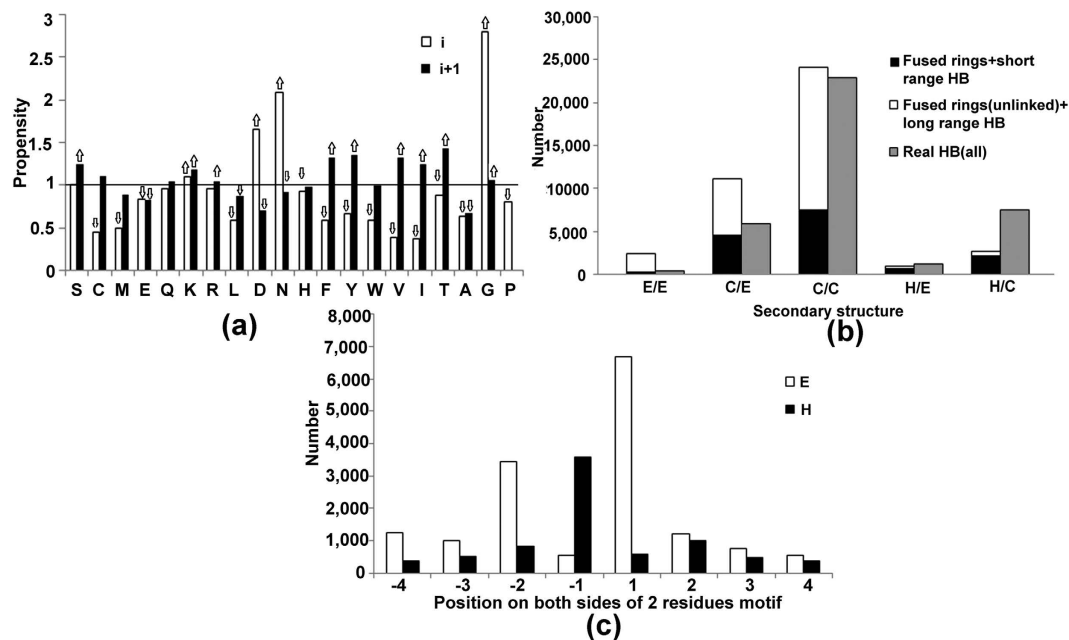 3
2.5
2
1.5
1
0.5
0
Propensity
i
i+1
S C M E Q K R L D N H F Y W V I T A G P
(a)
30,000
25,000
20,000
15,000
10000
5,000
0
Number
Fused rings+short
range HB
Fused rings(unlinked)+
long range HB
Real HB(all)
E/E C/E C/C H/E H/C
Secondary structure
(b)
8,000
7,000
6,000
5,000
4,000
3,000
2,000
1,000
0
Number
E
H
-4 -3 -2 -1 1 2 3 4
Position on both sides of 2 residues motif
(c)